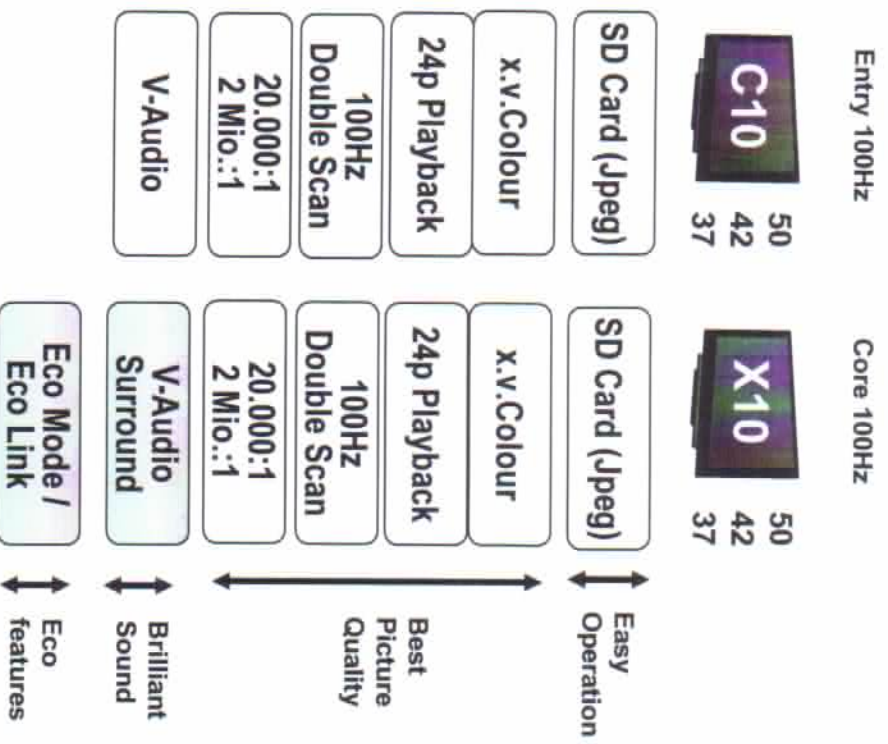 Entry 100Hz
C10
50
42
37
SD Card (Jpeg)
x.v.Colour
24p Playback
100Hz
Double Scan
20.000:1
2 Mio.:1
V-Audio
Core 100Hz
X10
50
42
37
SD Card (Jpeg)
x.v.Colour
24p Playback
100Hz
Double Scan
20.000:1
2 Mio.:1
V-Audio
Surround
Eco Mode /
Eco Link
Easy
Operation
Best
Picture
Quality
Brilliant
Sound
Eco
features